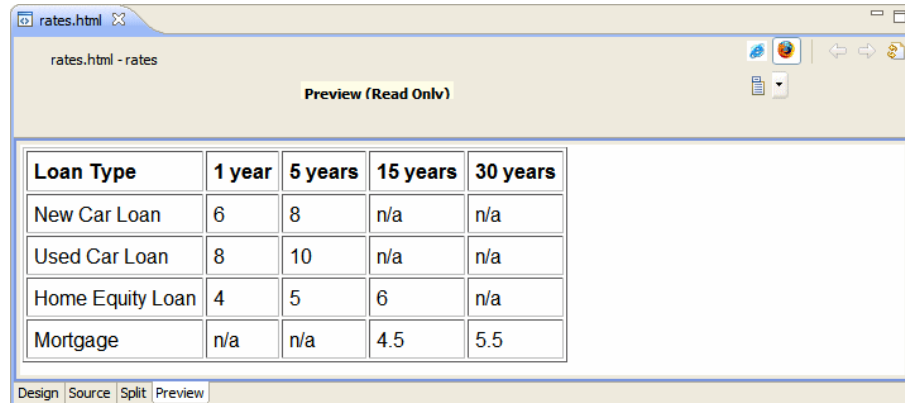 rates.html
rates.html - rates
Preview (Read Only)
Loan Type 1 year 5 years 15 years 30 years
New Car Loan 6 8 n/a n/a
Used Car Loan 8 10 n/a n/a
Home Equity Loan 4 5 6 n/a
Mortgage n/a n/a 4.5 5.5
Design Source Split Preview